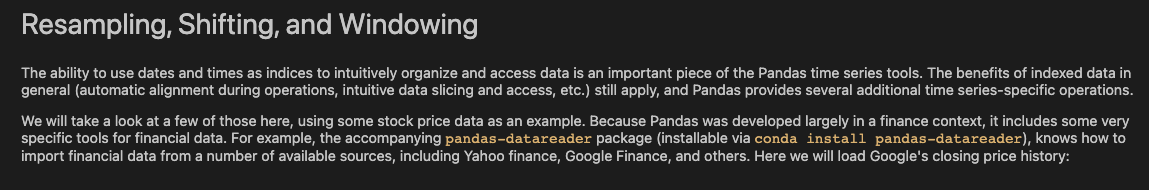 Resampling, Shifting, and Windowing
The ability to use dates and times as indices to intuitively organize and access data is an important piece of the Pandas time series tools. The benefits of indexed data in
general (automatic alignment during operations, intuitive data slicing and access, etc.) still apply, and Pandas provides several additional time series-specific operations.
We will take a look at a few of those here, using some stock price data as an example. Because Pandas was developed largely in a finance context, it includes some very
specific tools for financial data. For example, the accompanying pandas-datareader package (installable via conda install pandas-datareader), knows how to
import financial data from a number of available sources, including Yahoo finance, Google Finance, and others. Here we will load Google's closing price history: